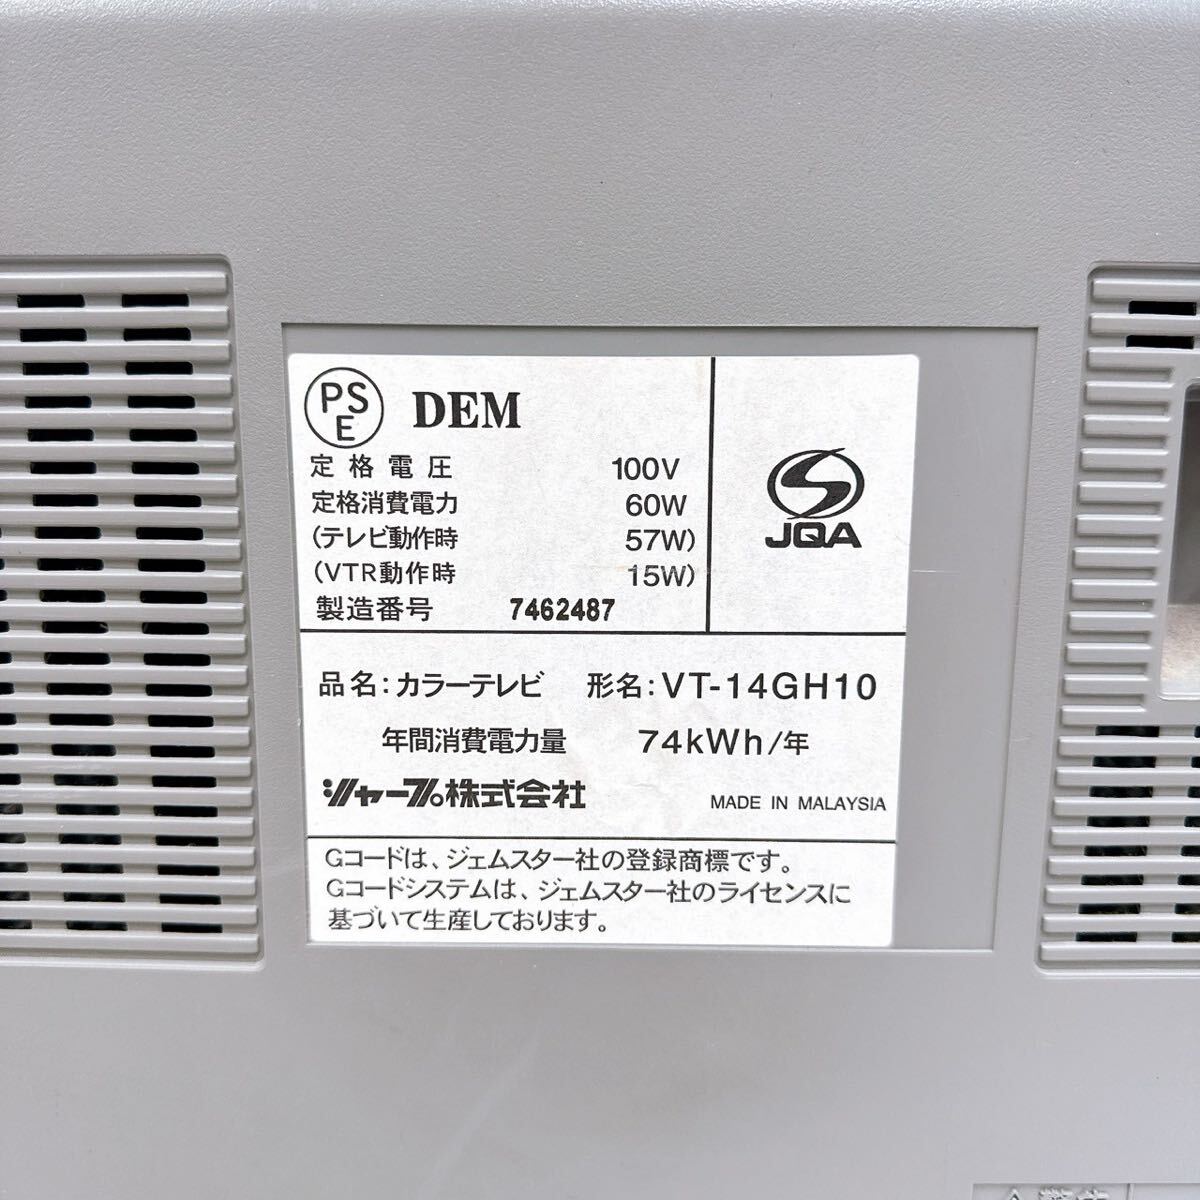 PSE DEM
定格電圧 100V
定格消費電力 60W
(テレビ動作時 57W)
(VTR動作時 15W)
製造番号 7462487
JQA
品名:カラーテレビ 形名:VT-14GH10
年間消費電力量 74kWh/年
シャープ株式会社 MADE IN MALAYSIA
Gコードは、ジェムスター社の登録商標です。
Gコードシステムは、ジェムスター社のライセンスに
基づいて生産しております。